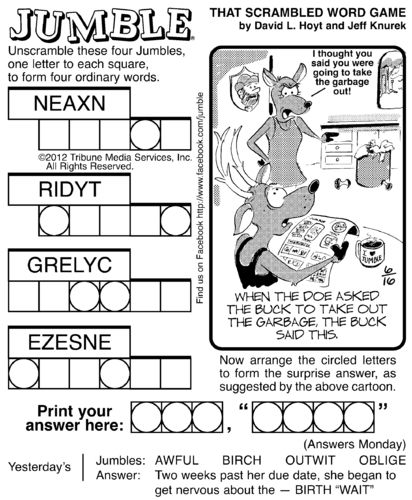 JUMBLE
THAT SCRAMBLED WORD GAME
by David L. Hoyt and Jeff Knurek
Unscramble these four Jumbles,
one letter to each square,
to form four ordinary words.
NEAXN
©2012 Tribune Media Services, Inc.
All Rights Reserved.
RIDYT
GRELYC
EZESNE
Find us on Facebook http://www.facebook.com/jumble
I thought you
said you were
going to take
the garbage
out!
I
JUMBLE
6
16
WHEN THE DOE ASKED
THE BUCK TO TAKE OUT
THE GARBAGE, THE BUCK
SAID THIS.
Now arrange the circled letters
to form the surprise answer, as
suggested by the above cartoon.
Print your
answer here: , “ ”
(Answers Monday)
Yesterday's
Jumbles: AWFUL BIRCH OUTWIT OBLIGE
Answer: Two weeks past her due date, she began to
get nervous about the — BIRTH “WAIT”